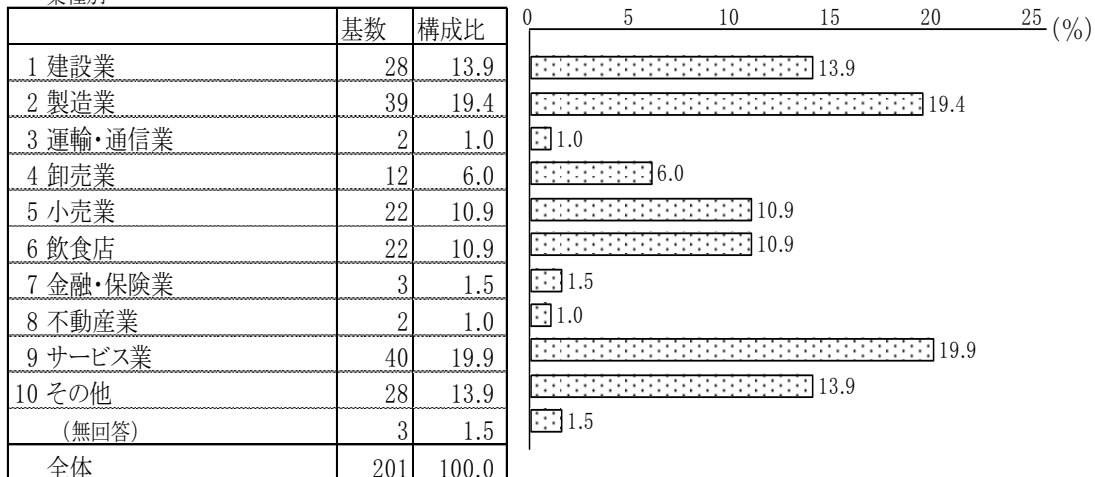 基数 構成比
1 建設業 28 13.9
2 製造業 39 19.4
3 運輸・通信業 2 1.0
4 卸売業 12 6.0
5 小売業 22 10.9
6 飲食店 22 10.9
7 金融・保険業 3 1.5
8 不動産業 2 1.0
9 サービス業 40 19.9
10 その他 28 13.9
(無回答) 3 1.5
全体 201 100.0
0 5 10 15 20 25 (%)
13.9
19.4
1.0
6.0
10.9
10.9
1.5
1.0
19.9
13.9
1.5